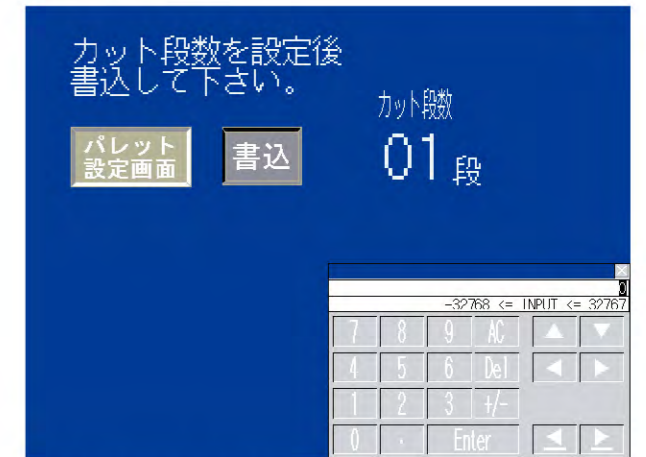 カット段数を設定後
書込して下さい。
カット段数
01段
パレット
設定画面
書込
0
-32768 <= INPUT <= 32767
7 8 9 AC
4 5 6 Del
1 2 3 +/-
0 . Enter